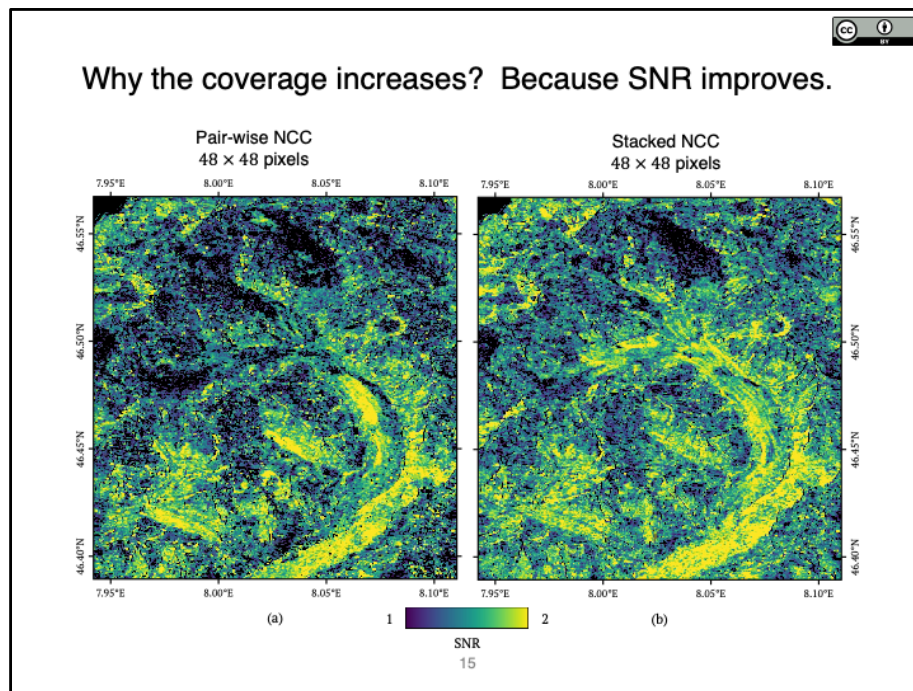 cc
BY
Why the coverage increases? Because SNR improves.
Pair-wise NCC
48 × 48 pixels
Stacked NCC
48 × 48 pixels
7.95°E 8.00°E 8.05°E 8.10°E
7.95°E 8.00°E 8.05°E 8.10°E
46.55°N
46.50°N
46.45°N
46.40°N
46.55°N
46.50°N
46.45°N
46.40°N
7.95°E 8.00°E 8.05°E 8.10°E
7.95°E 8.00°E 8.05°E 8.10°E
(a)
1
2
(b)
SNR
15